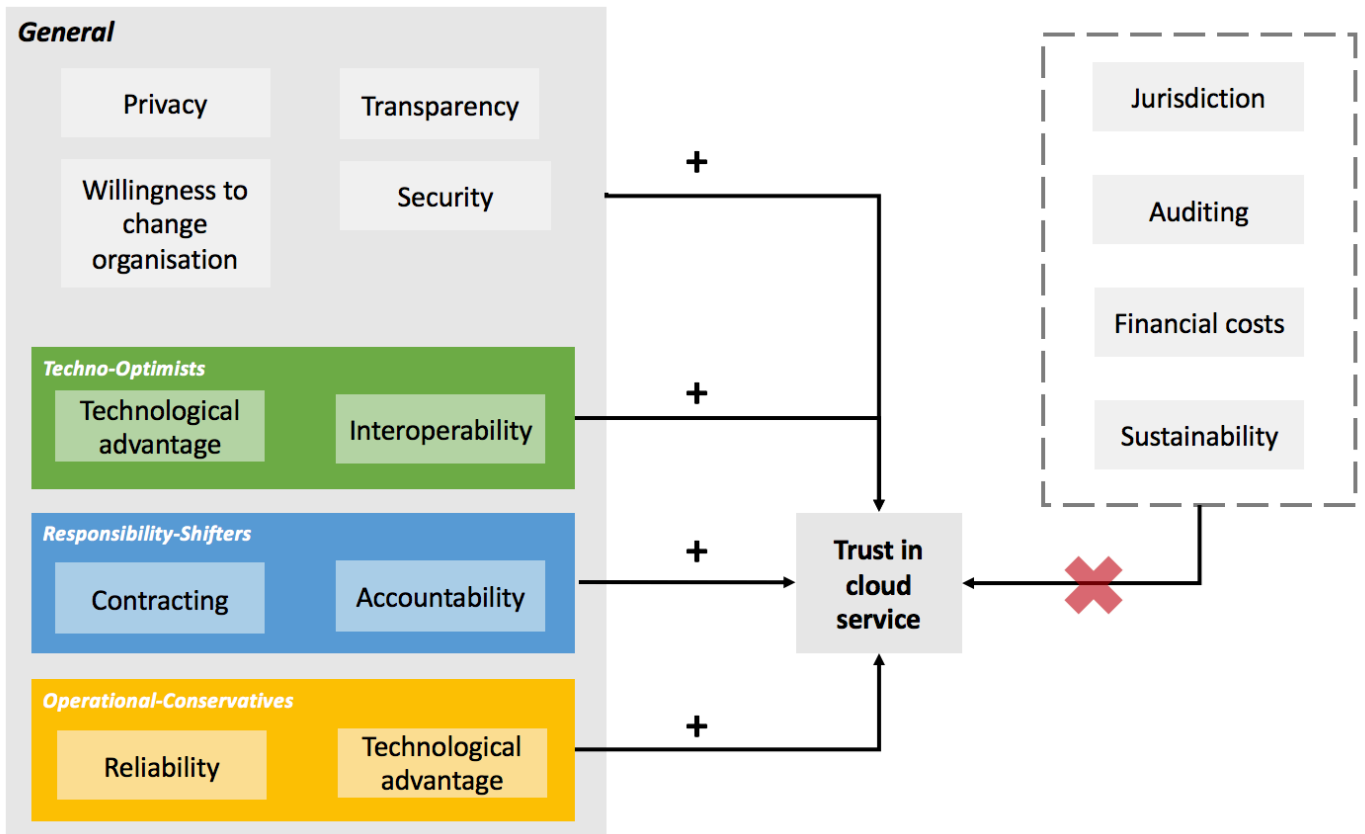 General
Privacy
Transparency
Willingness to
change
organisation
Security
+
Techno-Optimists
Technological
advantage
Interoperability
+
Responsibility-Shifters
Contracting
Accountability
+
Operational-Conservatives
Reliability
Technological
advantage
+
Trust in
cloud
service
Jurisdiction
Auditing
Financial costs
Sustainability